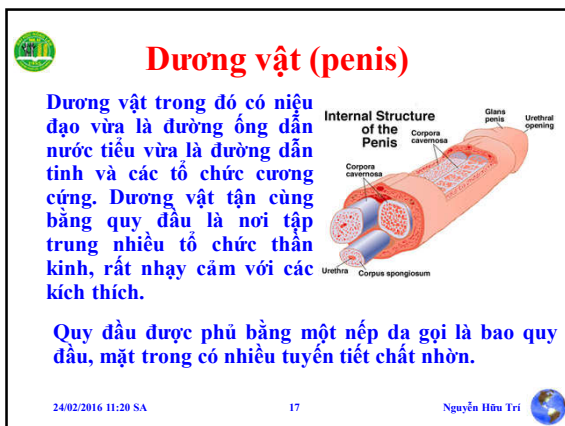 Dương vật (penis)
Dương vật trong đó có niệu
đạo vừa là đường ống dẫn
nước tiểu vừa là đường dẫn
tinh và các tổ chức cương
cứng. Dương vật tận cùng
bằng quy đầu là nơi tập
trung nhiều tổ chức thần
kinh, rất nhạy cảm với các
kích thích.
Internal Structure
of the
Penis
Corpora
cavernosa
Glans
penis
Urethral
opening
Corpora
cavernosa
Urethra
Corpus spongiosum
Quy đầu được phủ bằng một nếp da gọi là bao quy
đầu, mặt trong có nhiều tuyến tiết chất nhờn.
24/02/2016 11:20 SA
17
Nguyễn Hữu Trí